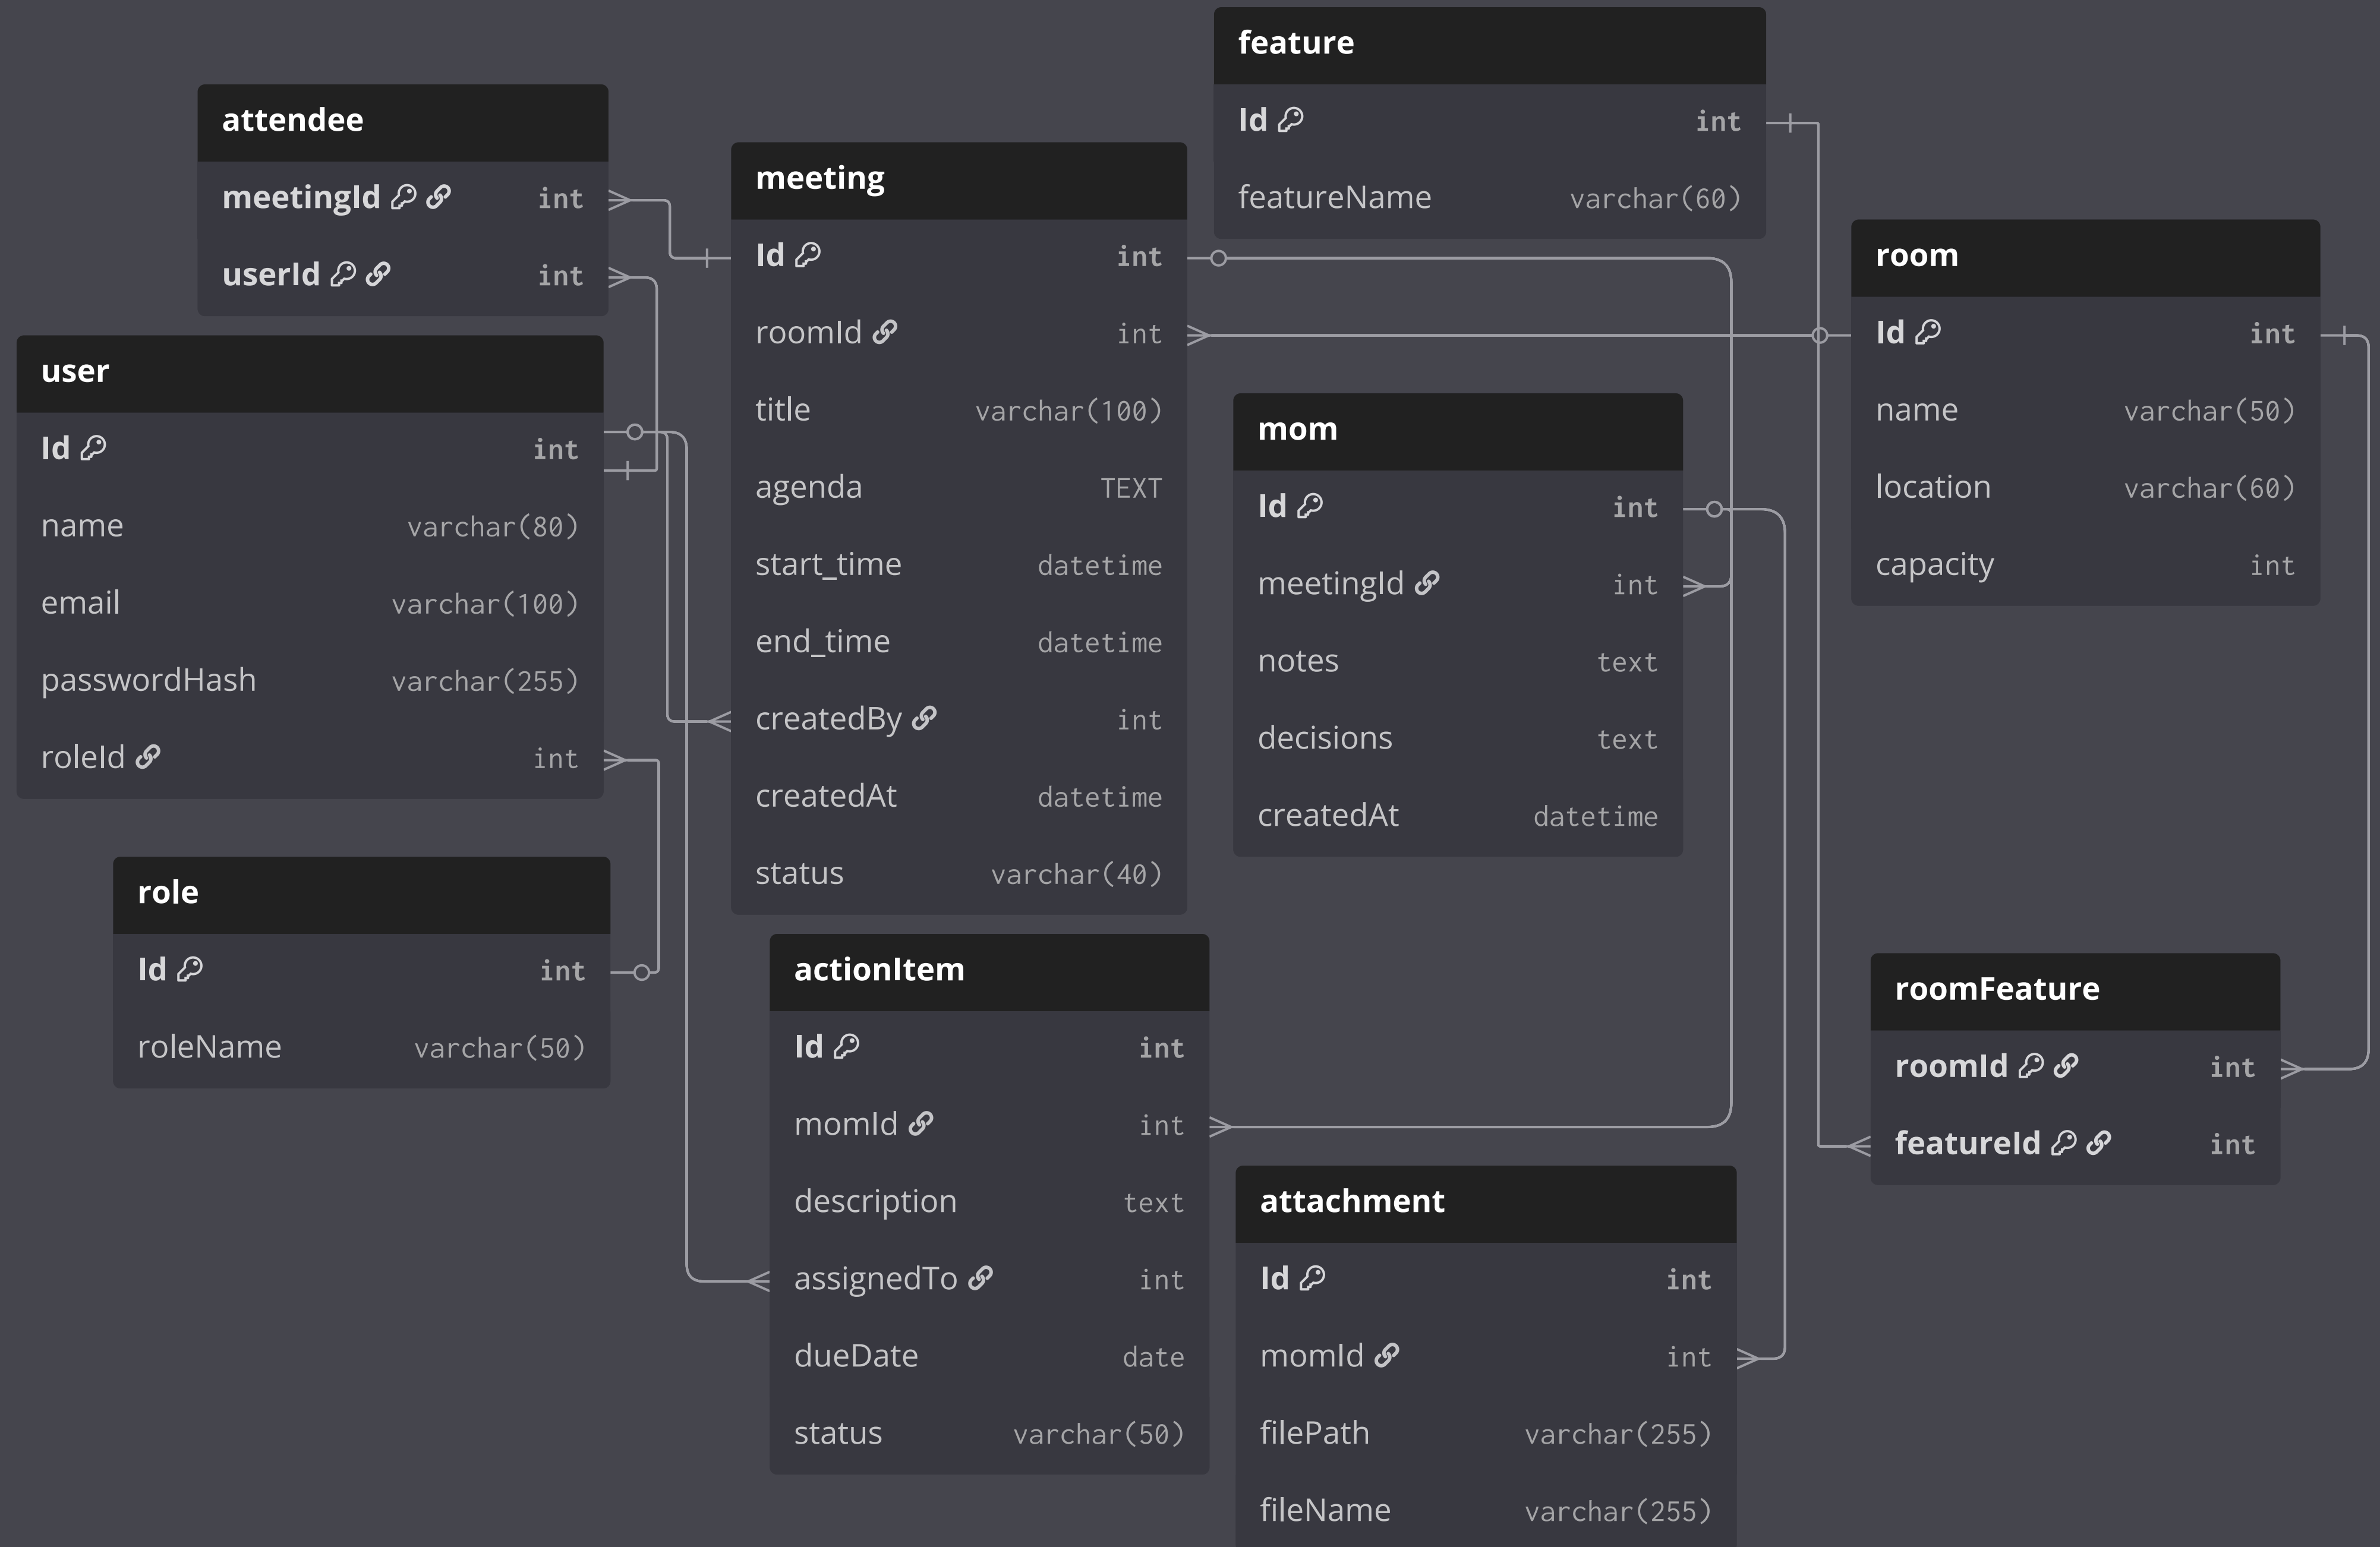 feature
Id int
featureName varchar(60)
attendee
meetingId int
userId int
meeting
Id int
roomId int
title varchar(100)
agenda TEXT
start_time datetime
end_time datetime
createdBy int
createdAt datetime
status varchar(40)
room
Id int
name varchar(50)
location varchar(60)
capacity int
user
Id int
name varchar(80)
email varchar(100)
passwordHash varchar(255)
roleId int
mom
Id int
meetingId int
notes text
decisions text
createdAt datetime
role
Id int
roleName varchar(50)
actionItem
Id int
momId int
description text
assignedTo int
dueDate date
status varchar(50)
roomFeature
roomId int
featureId int
attachment
Id int
momId int
filePath varchar(255)
fileName varchar(255)